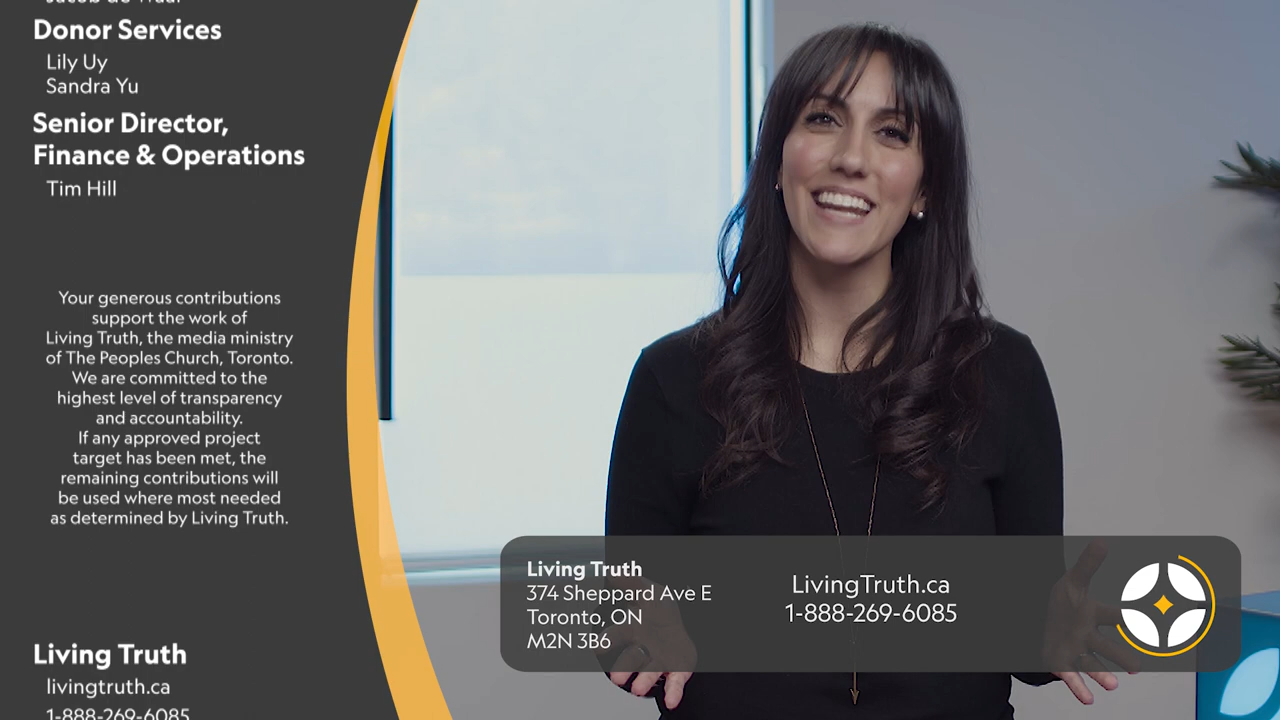 Donor Services
Lily Uy
Sandra Yu
Senior Director,
Finance & Operations
Tim Hill
Your generous contributions
support the work of
Living Truth, the media ministry
of The Peoples Church, Toronto.
We are committed to the
highest level of transparency
and accountability.
If any approved project
target has been met, the
remaining contributions will
be used where most needed
as determined by Living Truth.
Living Truth
livingtruth.ca
1-888-269-6085
Living Truth
374 Sheppard Ave E
Toronto, ON
M2N 3B6
LivingTruth.ca
1-888-269-6085